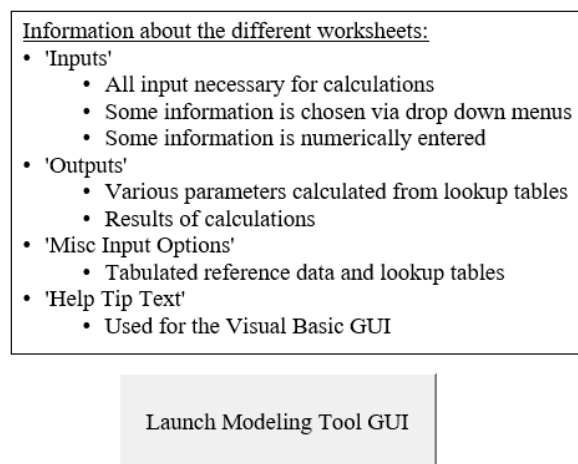 Information about the different worksheets:
• 'Inputs'
• All input necessary for calculations
• Some information is chosen via drop down menus
• Some information is numerically entered
• 'Outputs'
• Various parameters calculated from lookup tables
• Results of calculations
• 'Misc Input Options'
• Tabulated reference data and lookup tables
• 'Help Tip Text'
• Used for the Visual Basic GUI
Launch Modeling Tool GUI